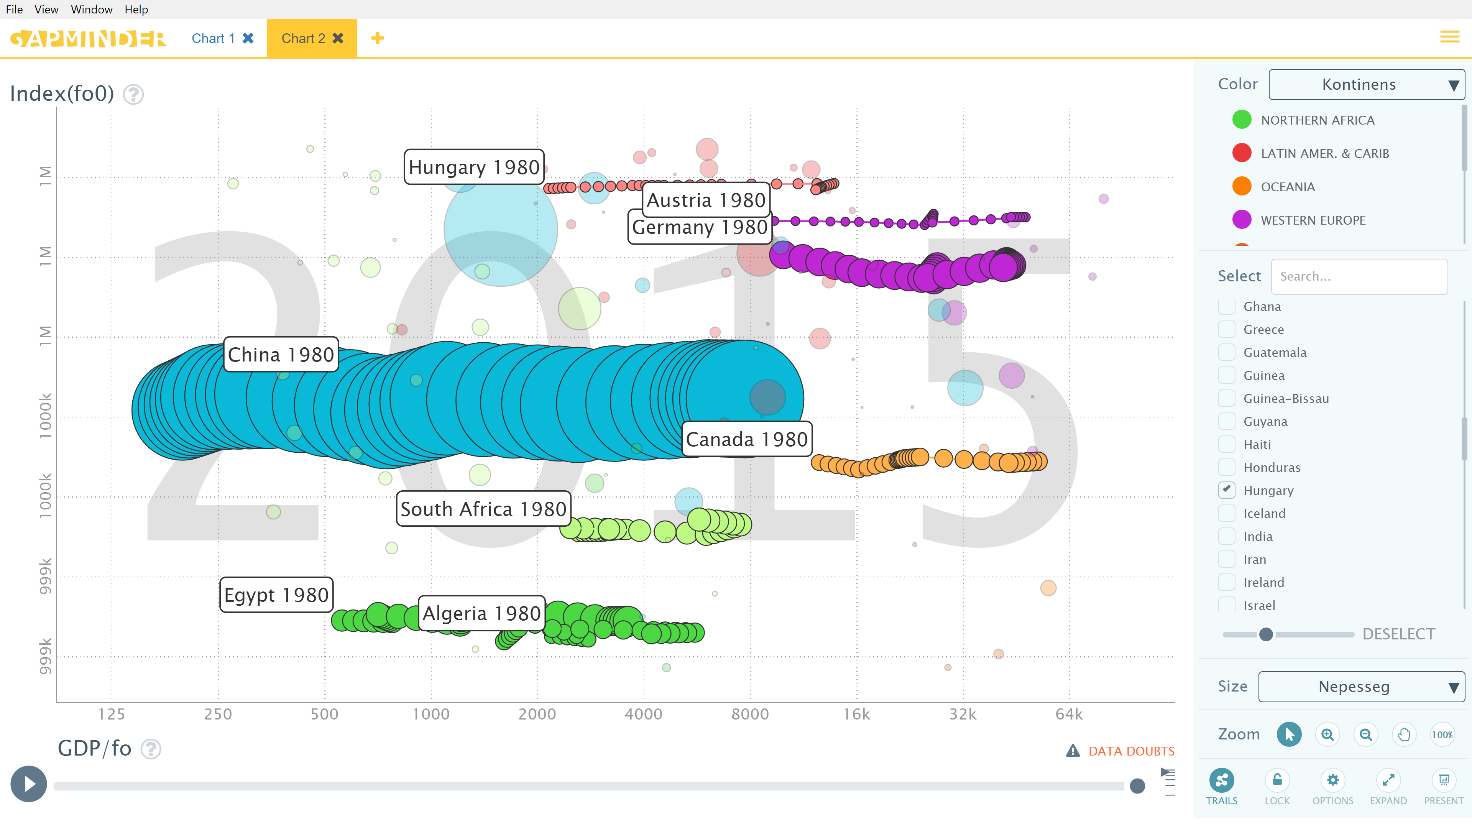 File View Window Help
GAPMINDER Chart 1 ✖ Chart 2 ✖ +
Index(fo0) ?
Color Kontinens ▼
NORTHERN AFRICA
LATIN AMER. & CARIB
OCEANIA
WESTERN EUROPE
Select Search...
Ghana
Greece
Guatemala
Guinea
Guinea-Bissau
Guyana
Haiti
Honduras
Hungary
Iceland
India
Iran
Ireland
Israel
DESELECT
Size Nepesseg ▼
Zoom 100%
TRAILS LOCK OPTIONS EXPAND PRESENT
2015
1M
1M
1M
1000k
1000k
999k
999k
Hungary 1980
Austria 1980
Germany 1980
China 1980
Canada 1980
South Africa 1980
Egypt 1980
Algeria 1980
125 250 500 1000 2000 4000 8000 16k 32k 64k
GDP/fo ?
DATA DOUBTS